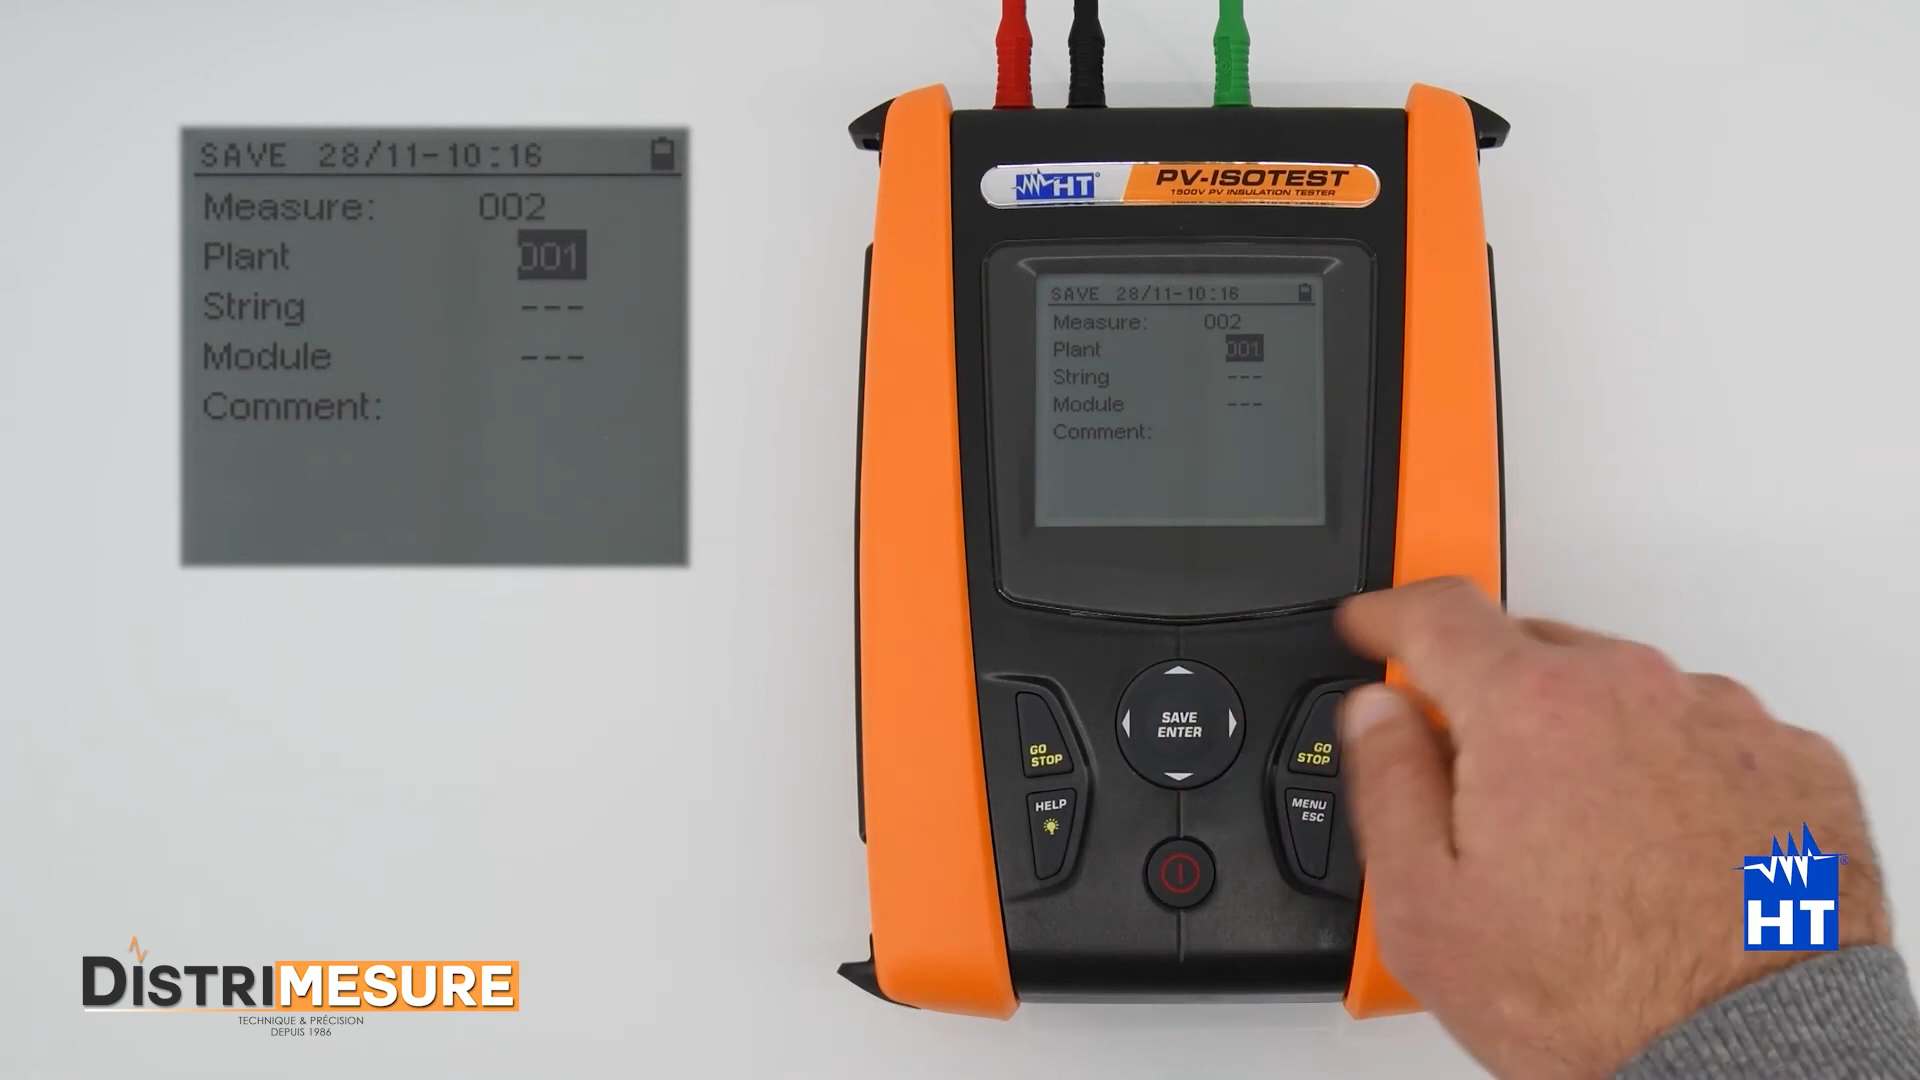 SAVE 28/11-10:16
Measure: 002
Plant 001
String ---
Module ---
Comment:
HT
PV-ISOTEST
1500V PV INSULATION TESTER
SAVE 28/11-10:16
Measure: 002
Plant 001
String ---
Module ---
Comment:
SAVE
ENTER
GO
STOP
GO
STOP
HELP
MENU
ESC
DISTRIMESURE
TECHNIQUE & PRÉCISION
DEPUIS 1986
HT